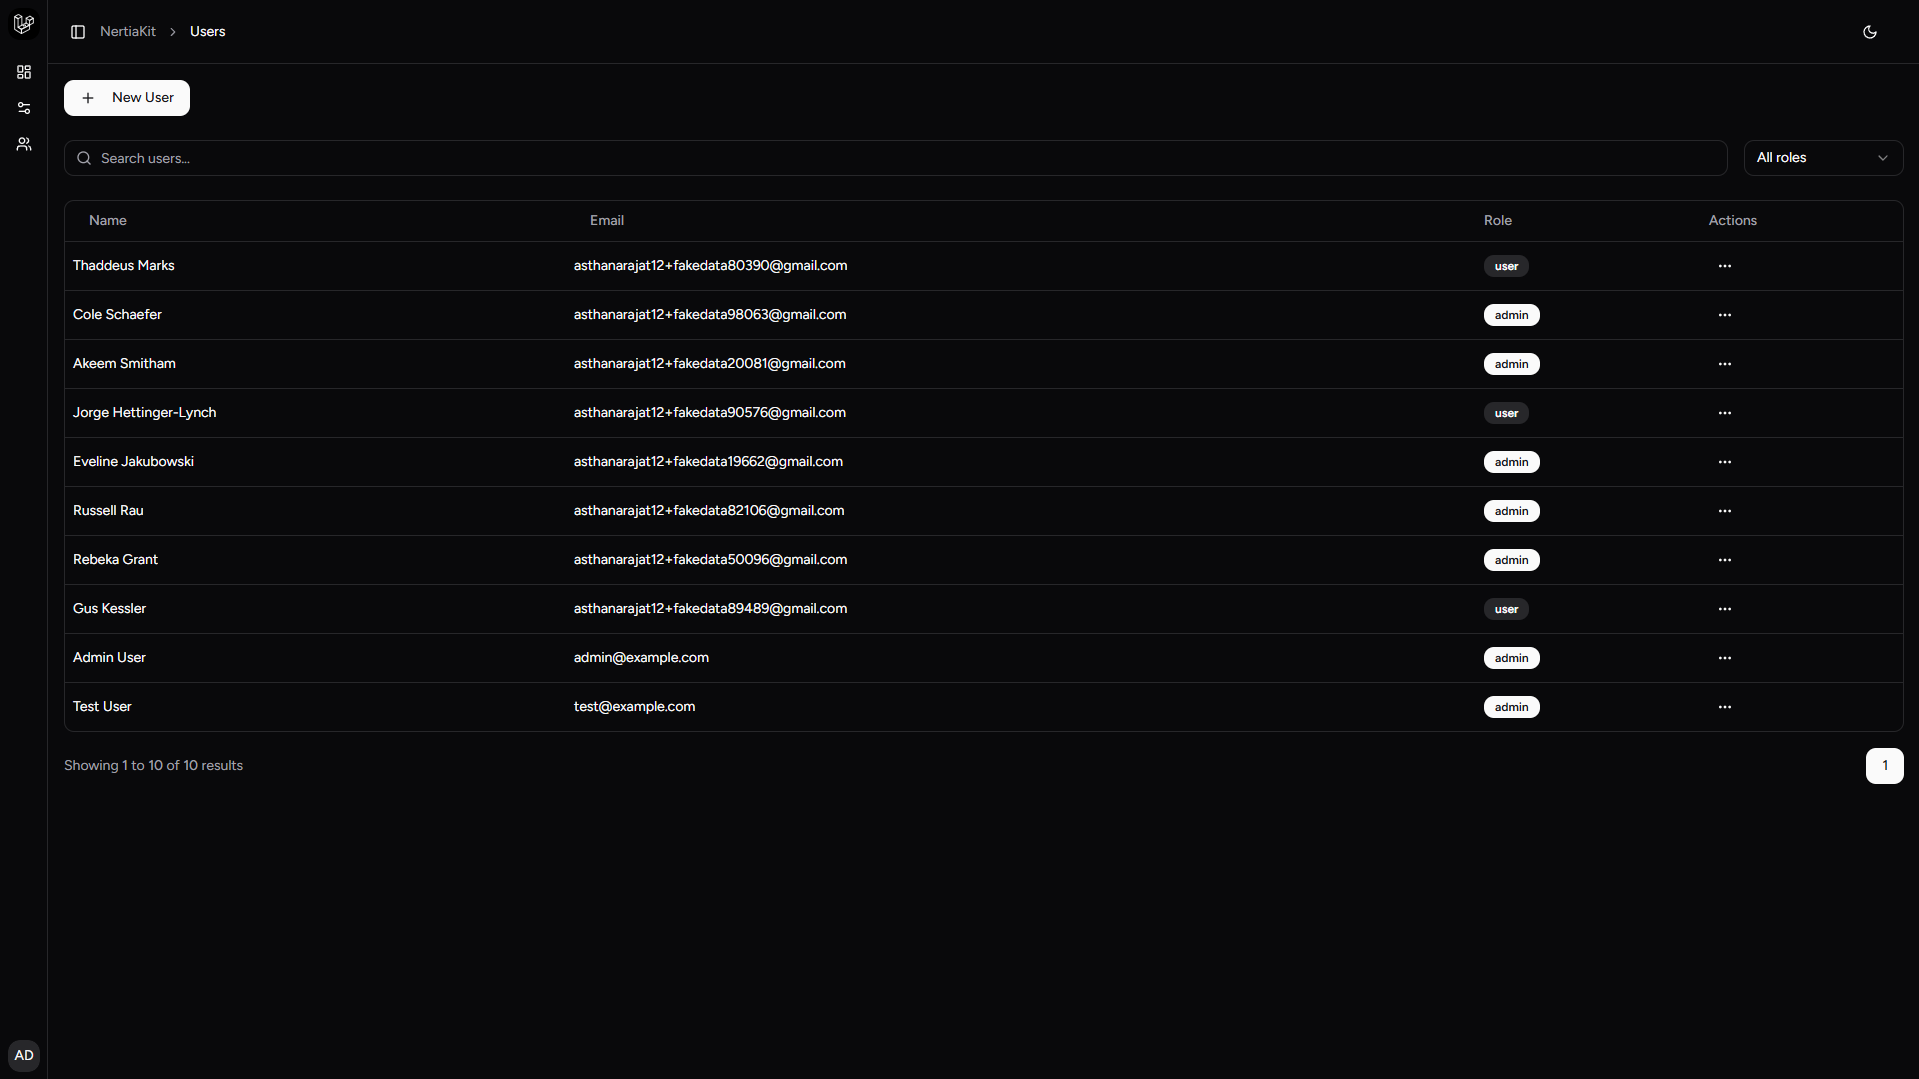 NertiaKit > Users
New User
Search users...
All roles
Name Email Role Actions
Thaddeus Marks asthanarajat12+fakedata80390@gmail.com user
Cole Schaefer asthanarajat12+fakedata98063@gmail.com admin
Akeem Smitham asthanarajat12+fakedata20081@gmail.com admin
Jorge Hettinger-Lynch asthanarajat12+fakedata90576@gmail.com user
Eveline Jakubowski asthanarajat12+fakedata19662@gmail.com admin
Russell Rau asthanarajat12+fakedata82106@gmail.com admin
Rebeka Grant asthanarajat12+fakedata50096@gmail.com admin
Gus Kessler asthanarajat12+fakedata89489@gmail.com user
Admin User admin@example.com admin
Test User test@example.com admin
Showing 1 to 10 of 10 results 1
AD